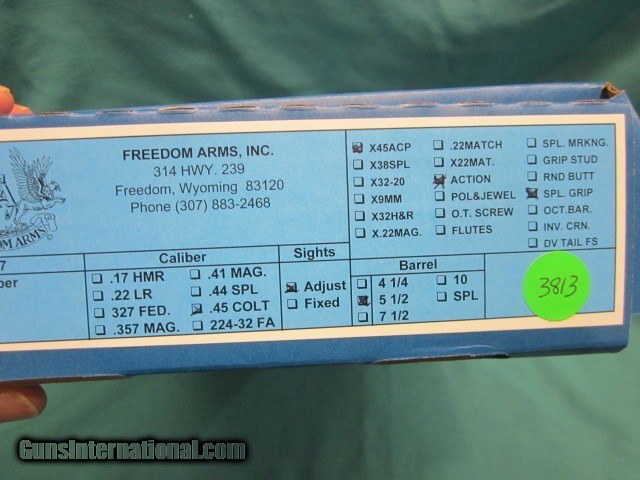 FREEDOM ARMS, INC.
314 HWY. 239
Freedom, Wyoming 83120
Phone (307) 883-2468
DOM ARMS
7
ber
Caliber
.17 HMR
.22 LR
327 FED.
.357 MAG.
.41 MAG.
.44 SPL
.45 COLT
224-32 FA
Sights
Adjust
Fixed
X45ACP
X38SPL
X32-20
X9MM
X32H&R
X.22MAG.
.22MATCH
X22MAT.
ACTION
POL&JEWEL
O.T. SCREW
FLUTES
SPL. MRKNG.
GRIP STUD
RND BUTT
SPL. GRIP
OCT.BAR.
INV. CRN.
DV TAIL FS
Barrel
4 1/4
5 1/2
7 1/2
10
SPL
3813
GunsInternational.com